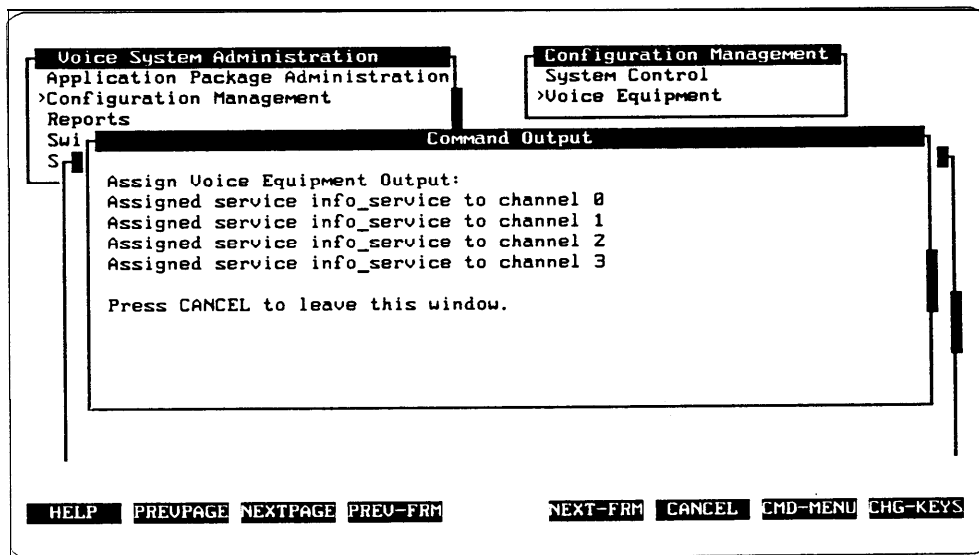 Voice System Administration
Application Package Administration
>Configuration Management
Reports
Swi
S
Configuration Management
System Control
>Voice Equipment
Command Output
Assign Voice Equipment Output:
Assigned service info_service to channel 0
Assigned service info_service to channel 1
Assigned service info_service to channel 2
Assigned service info_service to channel 3
Press CANCEL to leave this window.
HELP PREVPAGE NEXTPAGE PREV-FRM NEXT-FRM CANCEL CMD-MENU CHG-KEYS